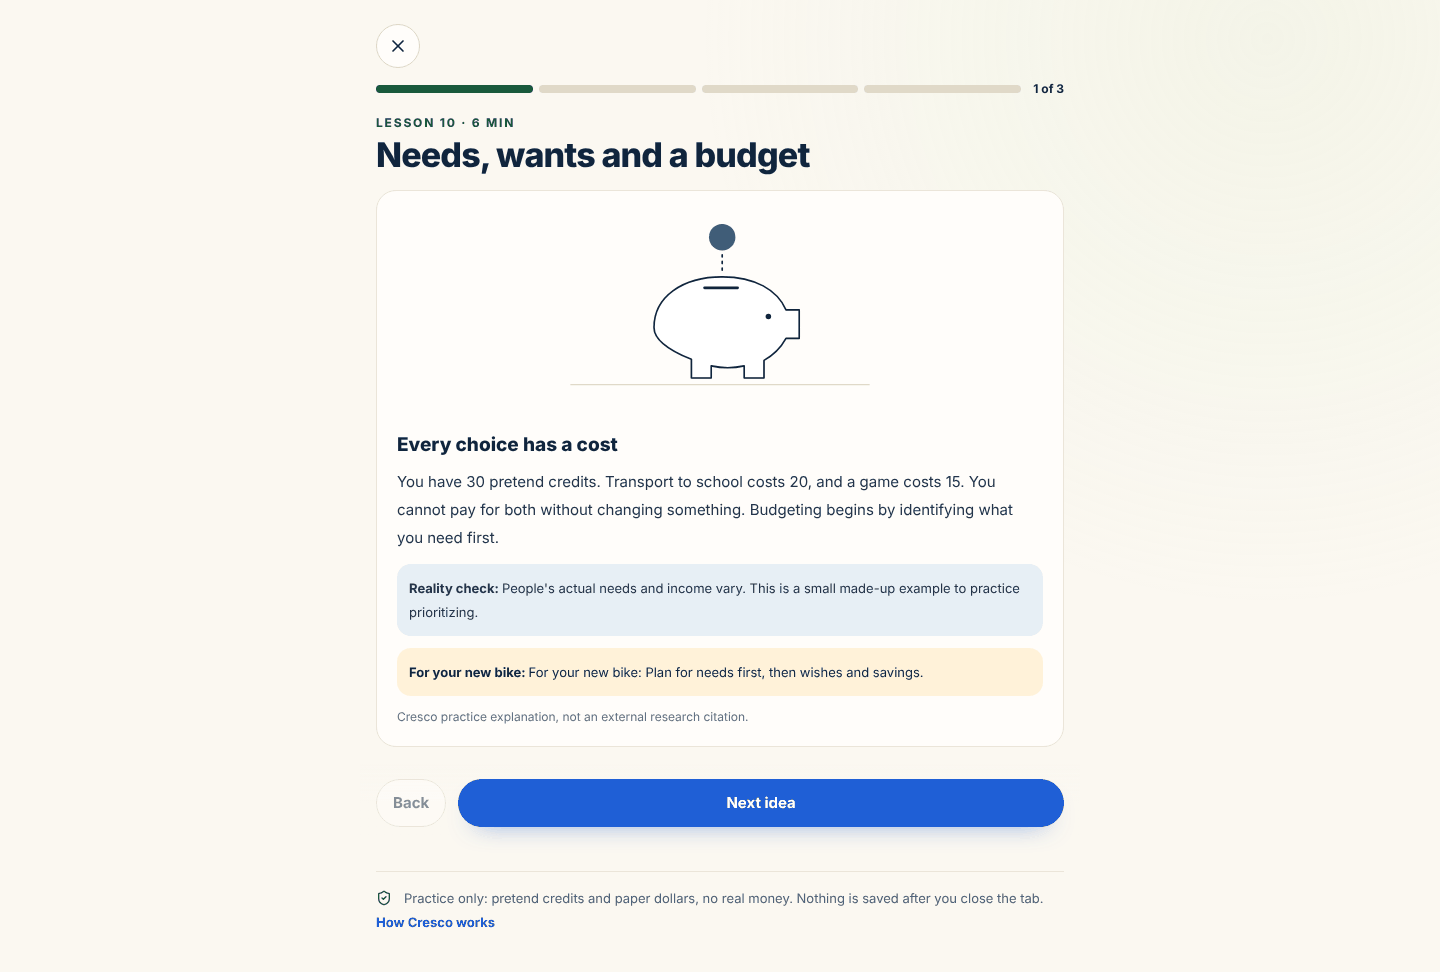 1 of 3
LESSON 10 · 6 MIN
Needs, wants and a budget
Every choice has a cost
You have 30 pretend credits. Transport to school costs 20, and a game costs 15. You
cannot pay for both without changing something. Budgeting begins by identifying what
you need first.
Reality check: People's actual needs and income vary. This is a small made-up example to practice
prioritizing.
For your new bike: For your new bike: Plan for needs first, then wishes and savings.
Cresco practice explanation, not an external research citation.
Back
Next idea
Practice only: pretend credits and paper dollars, no real money. Nothing is saved after you close the tab.
How Cresco works